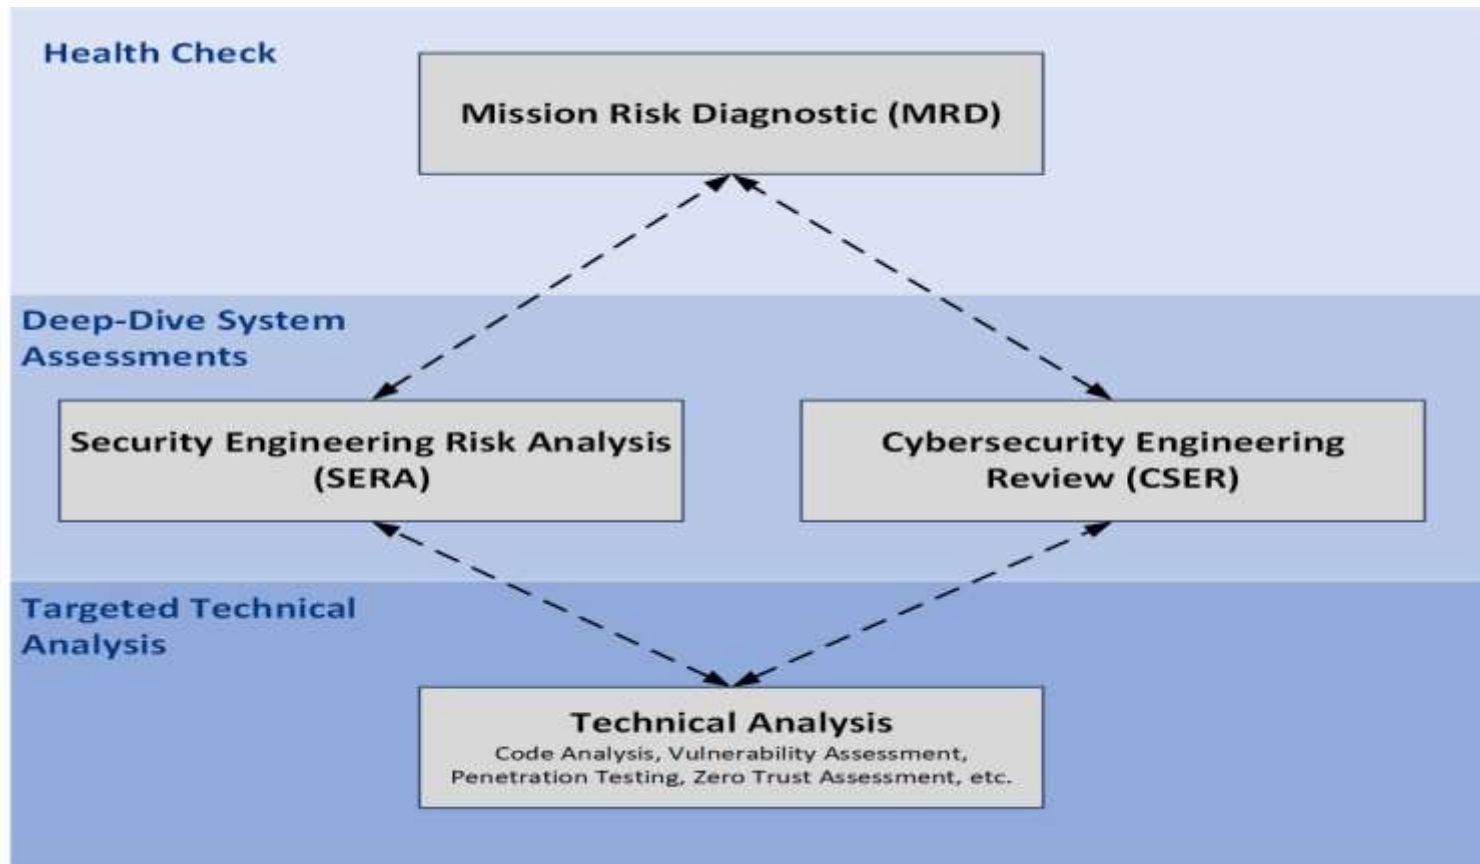 Health Check
Mission Risk Diagnostic (MRD)
Deep-Dive System
Assessments
Security Engineering Risk Analysis
(SERA)
Cybersecurity Engineering
Review (CSER)
Targeted Technical
Analysis
Technical Analysis
Code Analysis, Vulnerability Assessment,
Penetration Testing, Zero Trust Assessment, etc.